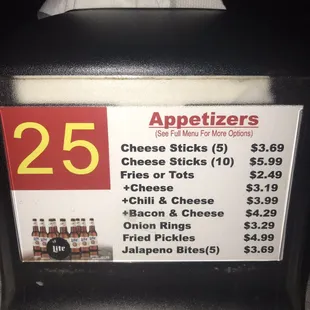 25
Appetizers
(See Full Menu For More Options)
Cheese Sticks (5) $3.69
Cheese Sticks (10) $5.99
Fries or Tots $2.49
+Cheese $3.19
+Chili & Cheese $3.99
+Bacon & Cheese $4.29
Onion Rings $3.29
Fried Pickles $4.99
Jalapeno Bites(5) $3.69
Lite